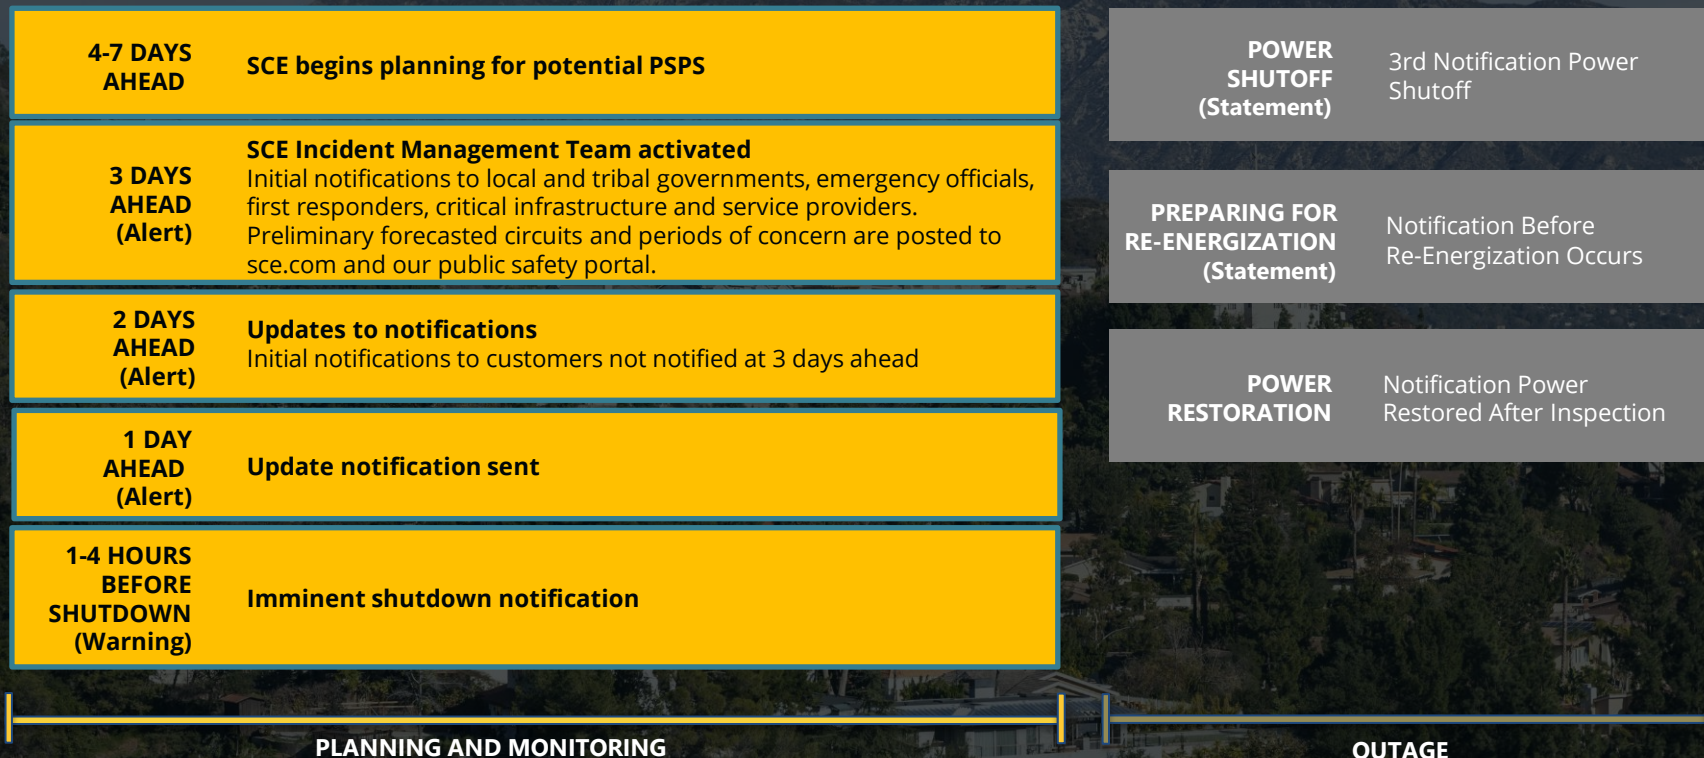 4-7 DAYS
AHEAD
SCE begins planning for potential PSPS
3 DAYS
AHEAD
(Alert)
SCE Incident Management Team activated
Initial notifications to local and tribal governments, emergency officials,
first responders, critical infrastructure and service providers.
Preliminary forecasted circuits and periods of concern are posted to
sce.com and our public safety portal.
2 DAYS
AHEAD
(Alert)
Updates to notifications
Initial notifications to customers not notified at 3 days ahead
1 DAY
AHEAD
(Alert)
Update notification sent
1-4 HOURS
BEFORE
SHUTDOWN
(Warning)
Imminent shutdown notification
PLANNING AND MONITORING
POWER
SHUTOFF
(Statement)
3rd Notification Power
Shutoff
PREPARING FOR
RE-ENERGIZATION
(Statement)
Notification Before
Re-Energization Occurs
POWER
RESTORATION
Notification Power
Restored After Inspection
OUTAGE